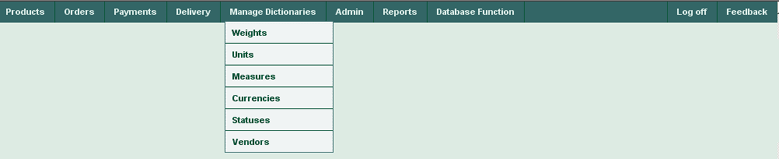 Products Orders Payments Delivery Manage Dictionaries Admin Reports Database Function Log off Feedback
Weights
Units
Measures
Currencies
Statuses
Vendors